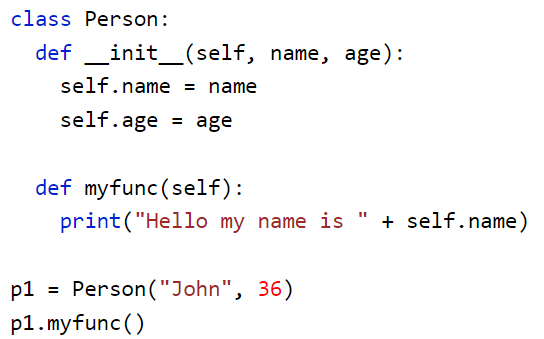 class Person:
  def __init__(self, name, age):
    self.name = name
    self.age = age

  def myfunc(self):
    print("Hello my name is " + self.name)

p1 = Person("John", 36)
p1.myfunc()